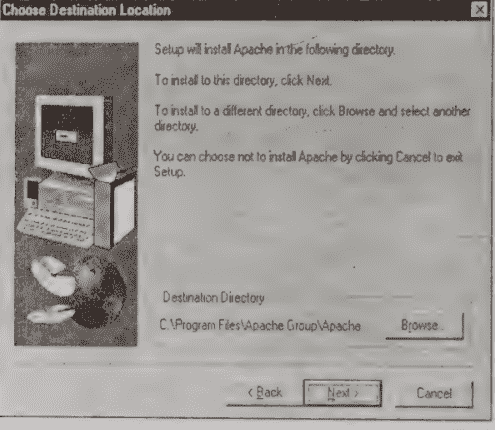 Choose Destination Location
Setup will install Apache in the following directory.
To install to this directory, click Next.
To install to a different directory, click Browse and select another
directory.
You can choose not to install Apache by clicking Cancel to exit
Setup.
Destination Directory
C:\Program Files\Apache Group\Apache
Browse...
< Back
Next >
Cancel